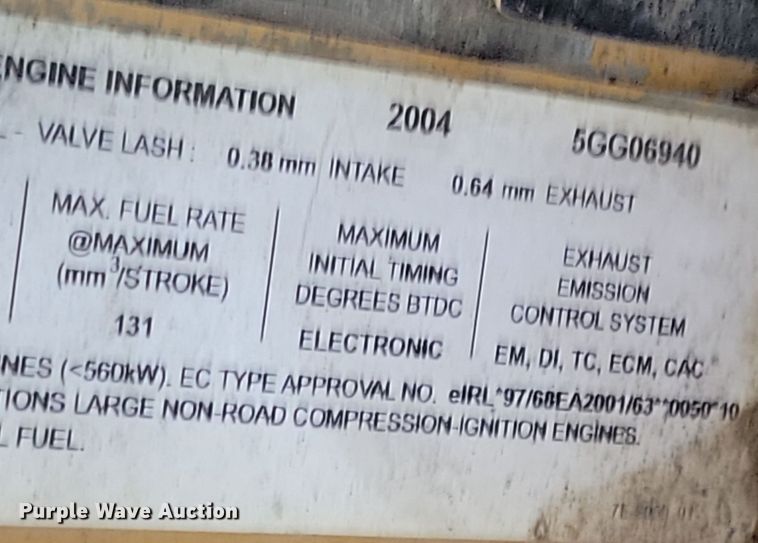 ENGINE INFORMATION 2004 5GG06940
- VALVE LASH: 0.38 mm INTAKE 0.64 mm EXHAUST
MAX. FUEL RATE
@MAXIMUM
(mm³/STROKE)
131
MAXIMUM
INITIAL TIMING
DEGREES BTDC
ELECTRONIC
EXHAUST
EMISSION
CONTROL SYSTEM
EM, DI, TC, ECM, CAC
NES (<560kW). EC TYPE APPROVAL NO. eIRL*97/68EA2001/63**0050*10
IONS LARGE NON-ROAD COMPRESSION-IGNITION ENGINES.
L FUEL.
Purple Wave Auction